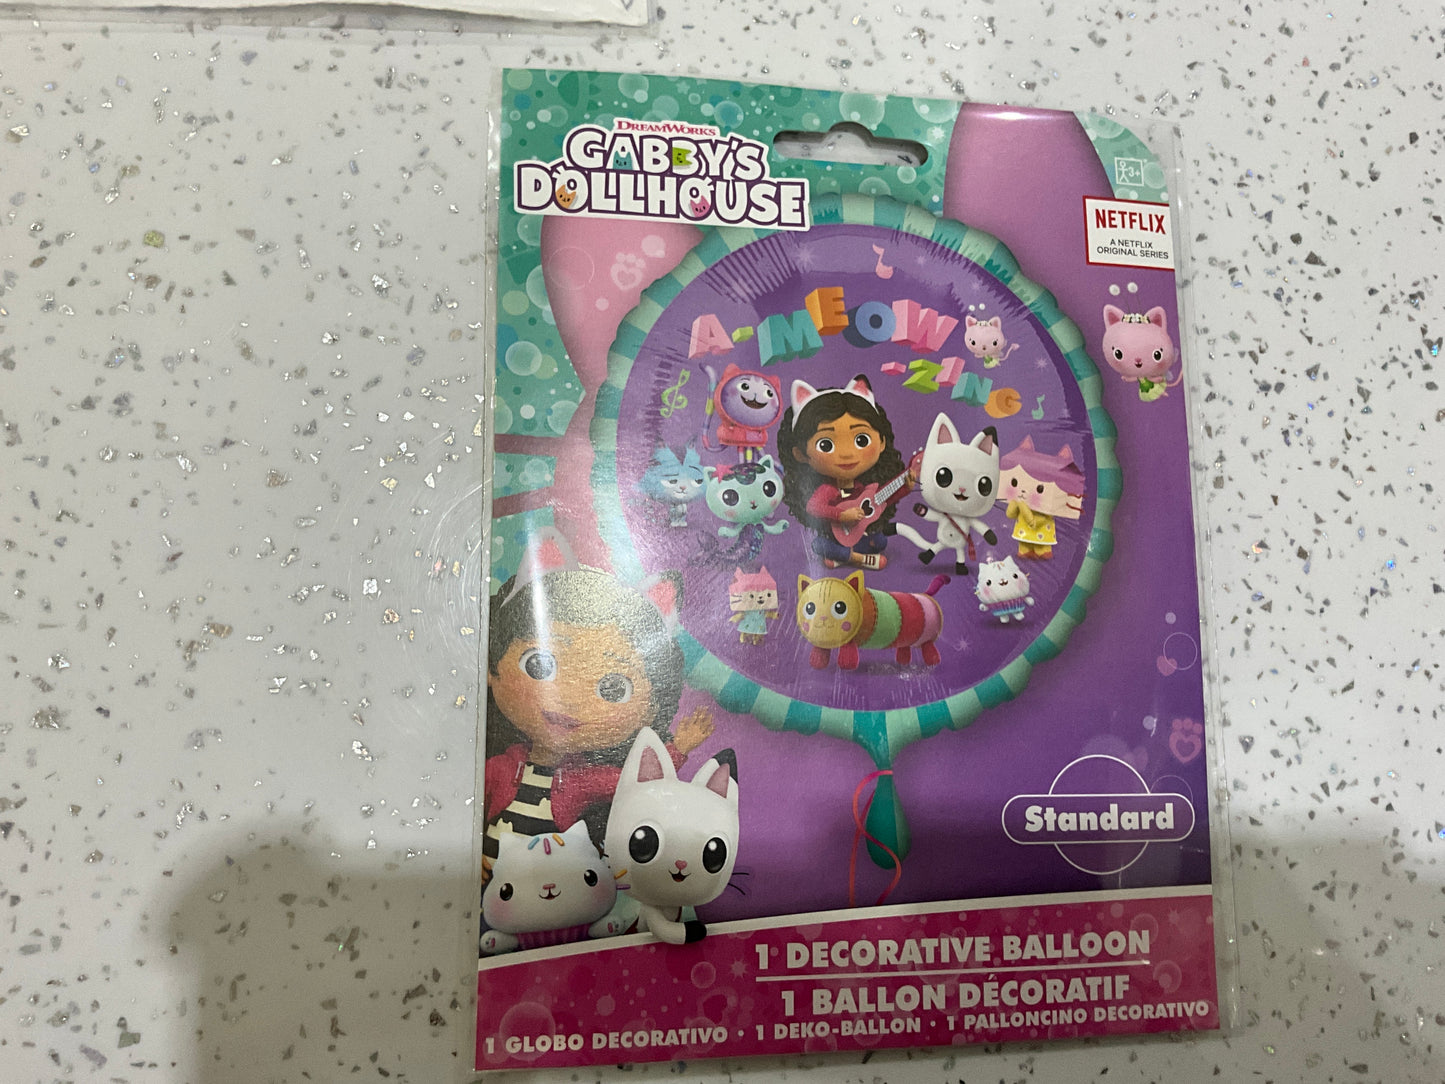 DREAMWORKS
GABBY'S
DOLLHOUSE
3+
NETFLIX
A NETFLIX
ORIGINAL SERIES
A-MEOW
-ZING
Standard
1 DECORATIVE BALLOON
1 BALLON DÉCORATIF
1 GLOBO DECORATIVO · 1 DEKO-BALLON · 1 PALLONCINO DECORATIVO